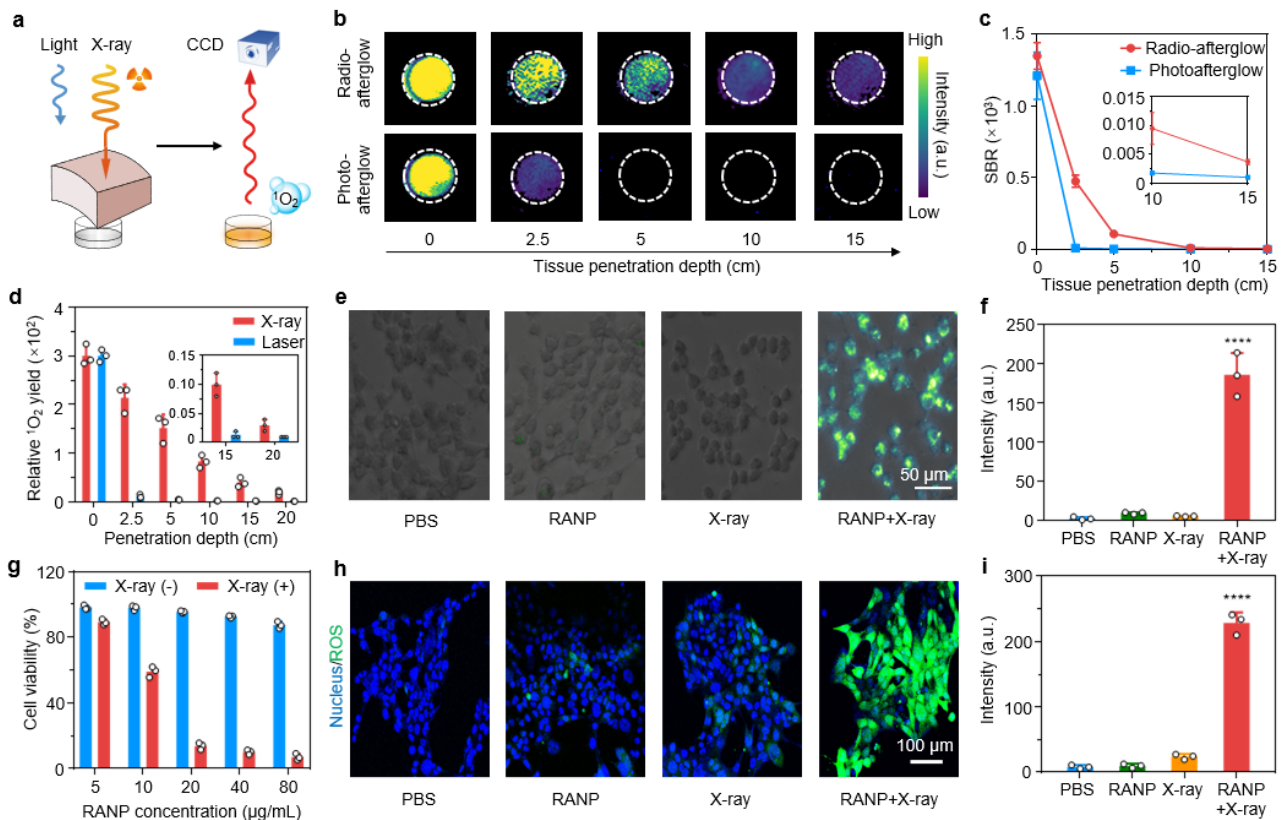 a
Light
X-ray
CCD
¹O₂
b
Radio-
afterglow
Photo-
afterglow
High
Intensity (a.u.)
Low
0
2.5
5
10
15
Tissue penetration depth (cm)
c
SBR (×10³)
1.5
1.0
0.5
0
Radio-afterglow
Photoafterglow
0.015
0.010
0.005
0.000
10
15
0
5
10
15
Tissue penetration depth (cm)
d
Relative ¹O₂ yield (×10²)
4
3
2
1
0
X-ray
Laser
0.15
0.10
0.05
0
15
20
0
2.5
5
10
15
20
Penetration depth (cm)
e
50 µm
PBS
RANP
X-ray
RANP+X-ray
f
Intensity (a.u.)
250
200
150
100
50
0
****
PBS
RANP
X-ray
RANP
+X-ray
g
Cell viability (%)
120
80
40
0
X-ray (-)
X-ray (+)
5
10
20
40
80
RANP concentration (µg/mL)
h
Nucleus/ROS
100 µm
PBS
RANP
X-ray
RANP+X-ray
i
Intensity (a.u.)
300
200
100
0
****
PBS
RANP
X-ray
RANP
+X-ray